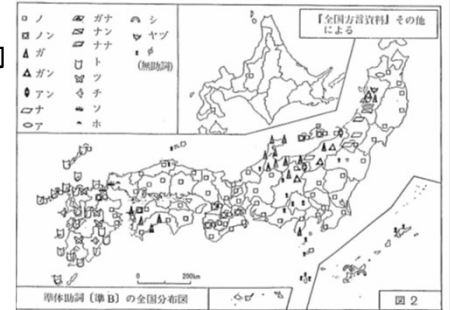 ノ
ノン
ガ
ガン
アン
ナ
ア
ガナ
ナン
ナナ
ト
ツ
チ
ソ
ホ
シ
ヤヅ
φ
(無助詞)
『全国方言資料』その他
による
0 200km
準体助詞〔準B〕の全国分布図
図2